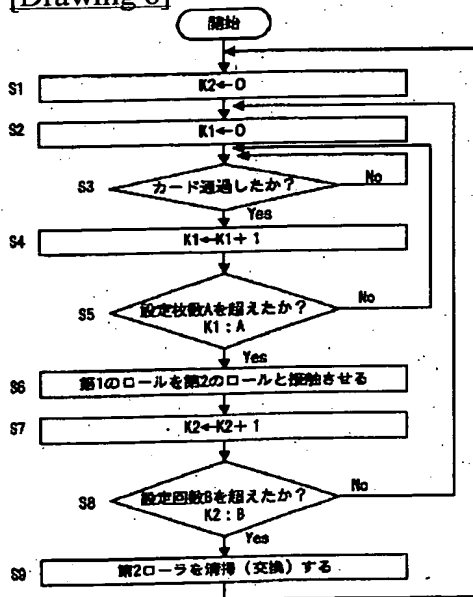 [Drawing 6]
開始
S1 K2←0
S2 K1←0
S3 カード通過したか？ No
Yes
S4 K1←K1+1
S5 設定枚数Aを超えたか？ No
K1:A
Yes
S6 第1のロールを第2のロールと接触させる
S7 K2←K2+1
S8 設定回数Bを超えたか？ No
K2:B
Yes
S9 第2ローラを清掃（交換）する